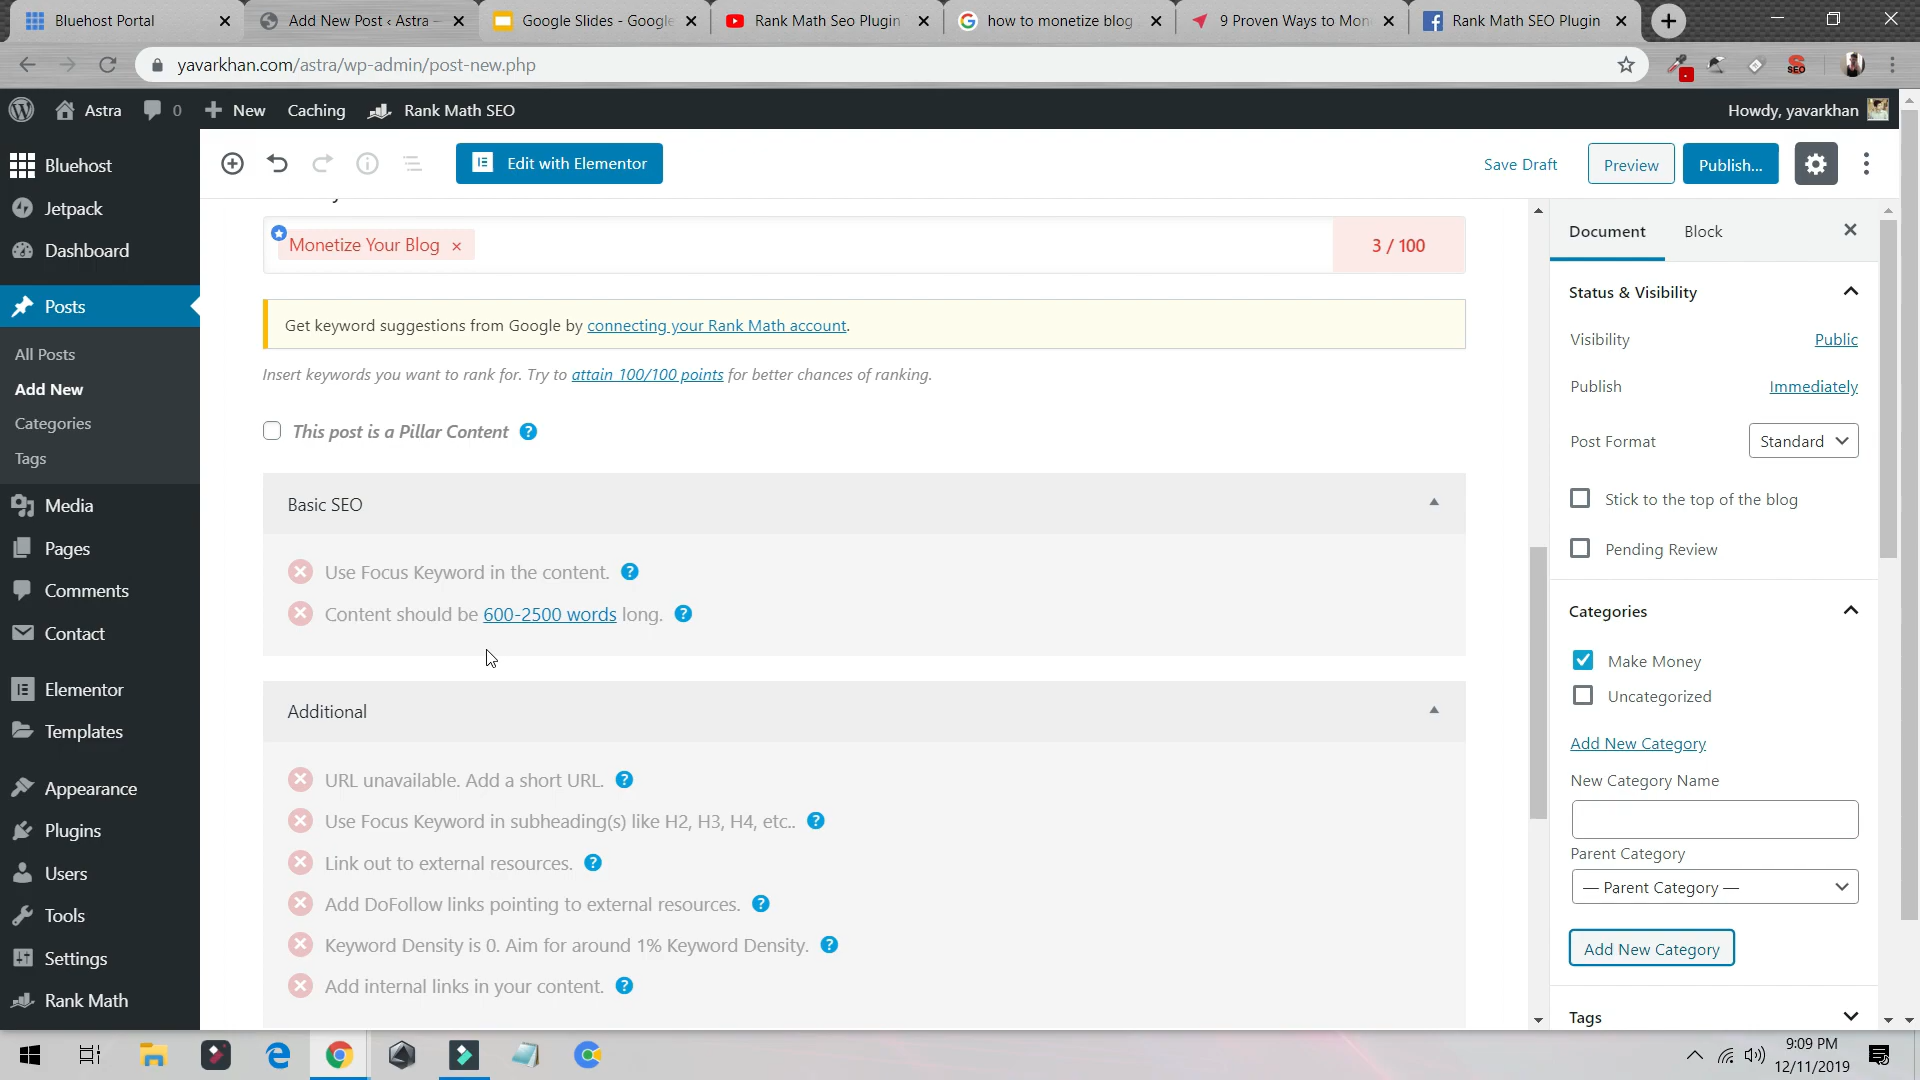 Bluehost Portal
Add New Post ‹ Astra –
Google Slides - Google
Rank Math Seo Plugin
how to monetize blog
9 Proven Ways to Mon
Rank Math SEO Plugin
yavarkhan.com/astra/wp-admin/post-new.php
SEO
Astra
0
New
Caching
Rank Math SEO
Howdy, yavarkhan
Bluehost
Jetpack
Dashboard
Posts
All Posts
Add New
Categories
Tags
Media
Pages
Comments
Contact
Elementor
Templates
Appearance
Plugins
Users
Tools
Settings
Rank Math
Edit with Elementor
Save Draft
Preview
Publish...
Monetize Your Blog ×
3 / 100
Get keyword suggestions from Google by connecting your Rank Math account.
Insert keywords you want to rank for. Try to attain 100/100 points for better chances of ranking.
This post is a Pillar Content
Basic SEO
Use Focus Keyword in the content.
Content should be 600-2500 words long.
Additional
URL unavailable. Add a short URL.
Use Focus Keyword in subheading(s) like H2, H3, H4, etc..
Link out to external resources.
Add DoFollow links pointing to external resources.
Keyword Density is 0. Aim for around 1% Keyword Density.
Add internal links in your content.
Document
Block
Status & Visibility
Visibility
Public
Publish
Immediately
Post Format
Standard
Stick to the top of the blog
Pending Review
Categories
Make Money
Uncategorized
Add New Category
New Category Name
Parent Category
— Parent Category —
Add New Category
Tags
9:09 PM
12/11/2019